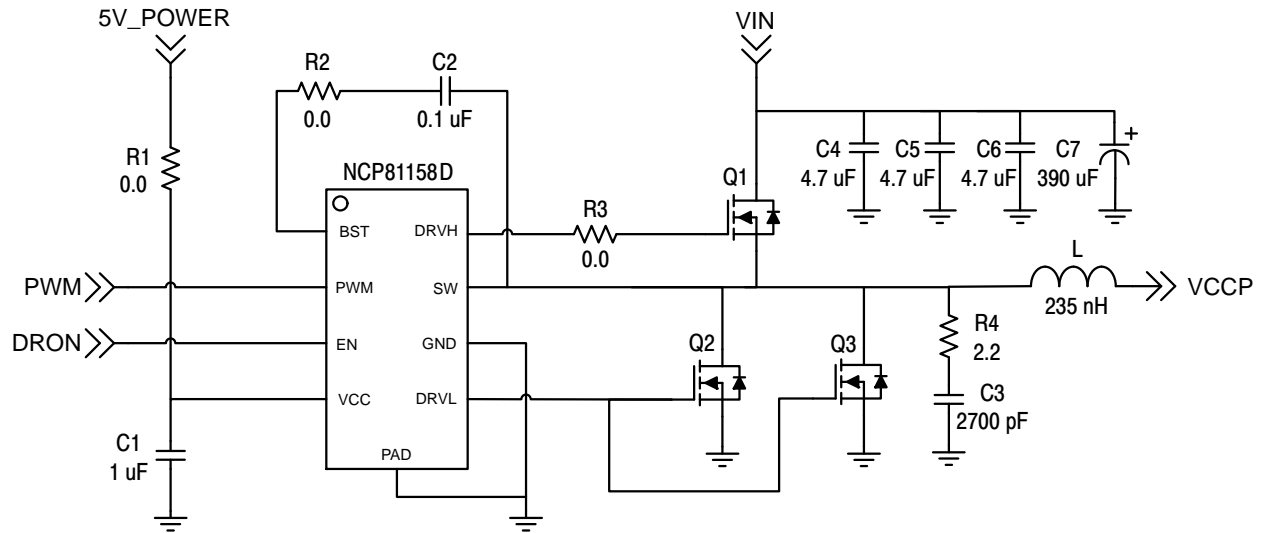 5V_POWER
VIN
R2
0.0
C2
0.1 uF
R1
0.0
NCP81158D
BST
PWM
EN
VCC
DRVH
SW
GND
DRVL
PAD
R3
0.0
Q1
C4
4.7 uF
C5
4.7 uF
C6
4.7 uF
C7
390 uF
+
PWM
DRON
C1
1 uF
Q2
Q3
L
235 nH
VCCP
R4
2.2
C3
2700 pF